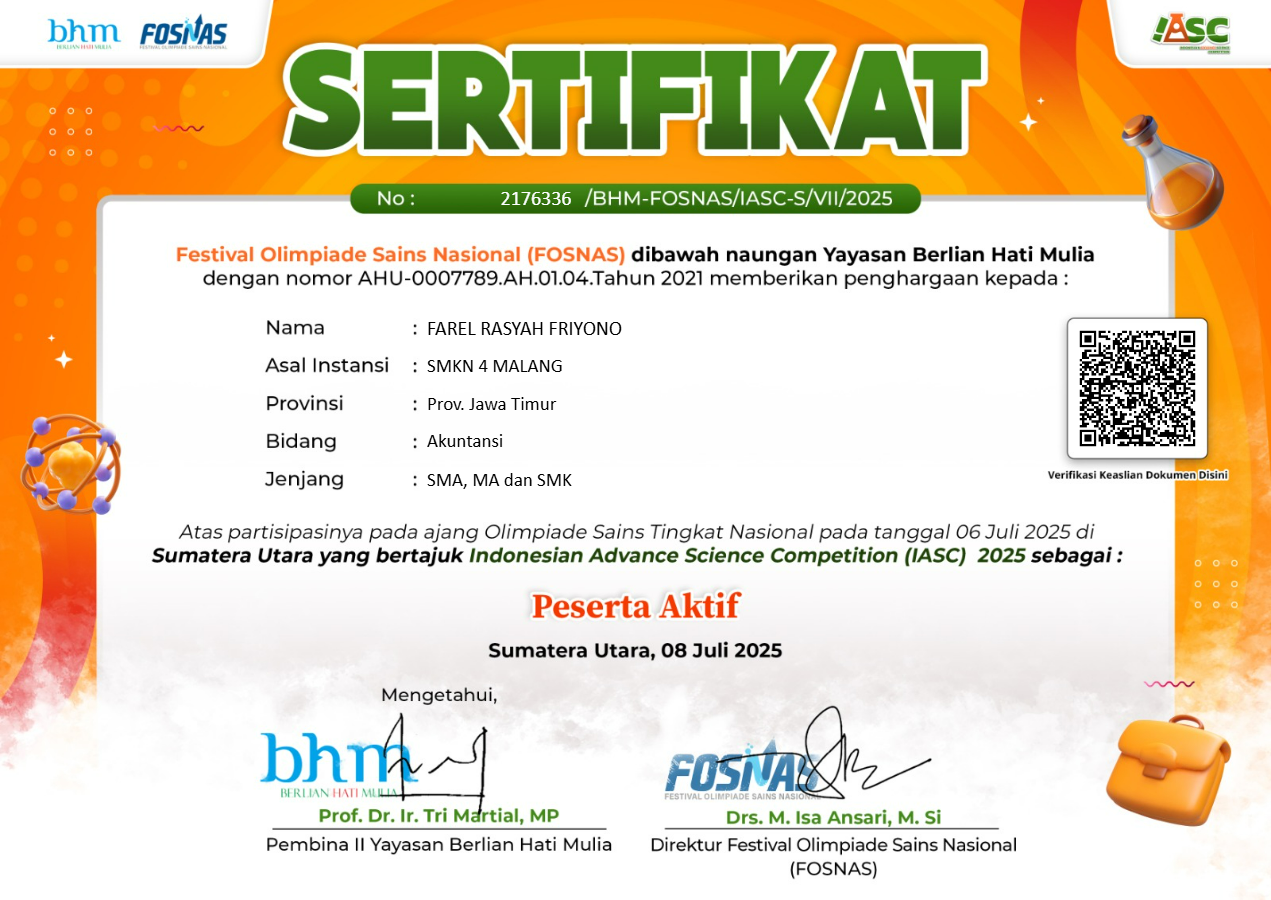 bhm
BERLIAN HATI MULIA
FOSNAS
FESTIVAL OLIMPIADE SAINS NASIONAL
IASC
SERTIFIKAT
No : 2176336 /BHM-FOSNAS/IASC-S/VII/2025
Festival Olimpiade Sains Nasional (FOSNAS) dibawah naungan Yayasan Berlian Hati Mulia
dengan nomor AHU-0007789.AH.01.04.Tahun 2021 memberikan penghargaan kepada :
Nama : FAREL RASYAH FRIYONO
Asal Instansi : SMKN 4 MALANG
Provinsi : Prov. Jawa Timur
Bidang : Akuntansi
Jenjang : SMA, MA dan SMK
Verifikasi Keaslian Dokumen Disini
Atas partisipasinya pada ajang Olimpiade Sains Tingkat Nasional pada tanggal 06 Juli 2025 di
Sumatera Utara yang bertajuk Indonesian Advance Science Competition (IASC) 2025 sebagai :
Peserta Aktif
Sumatera Utara, 08 Juli 2025
Mengetahui,
bhm
BERLIAN HATI MULIA
Prof. Dr. Ir. Tri Martial, MP
Pembina II Yayasan Berlian Hati Mulia
FOSNAS
FESTIVAL OLIMPIADE SAINS NASIONAL
Drs. M. Isa Ansari, M. Si
Direktur Festival Olimpiade Sains Nasional
(FOSNAS)